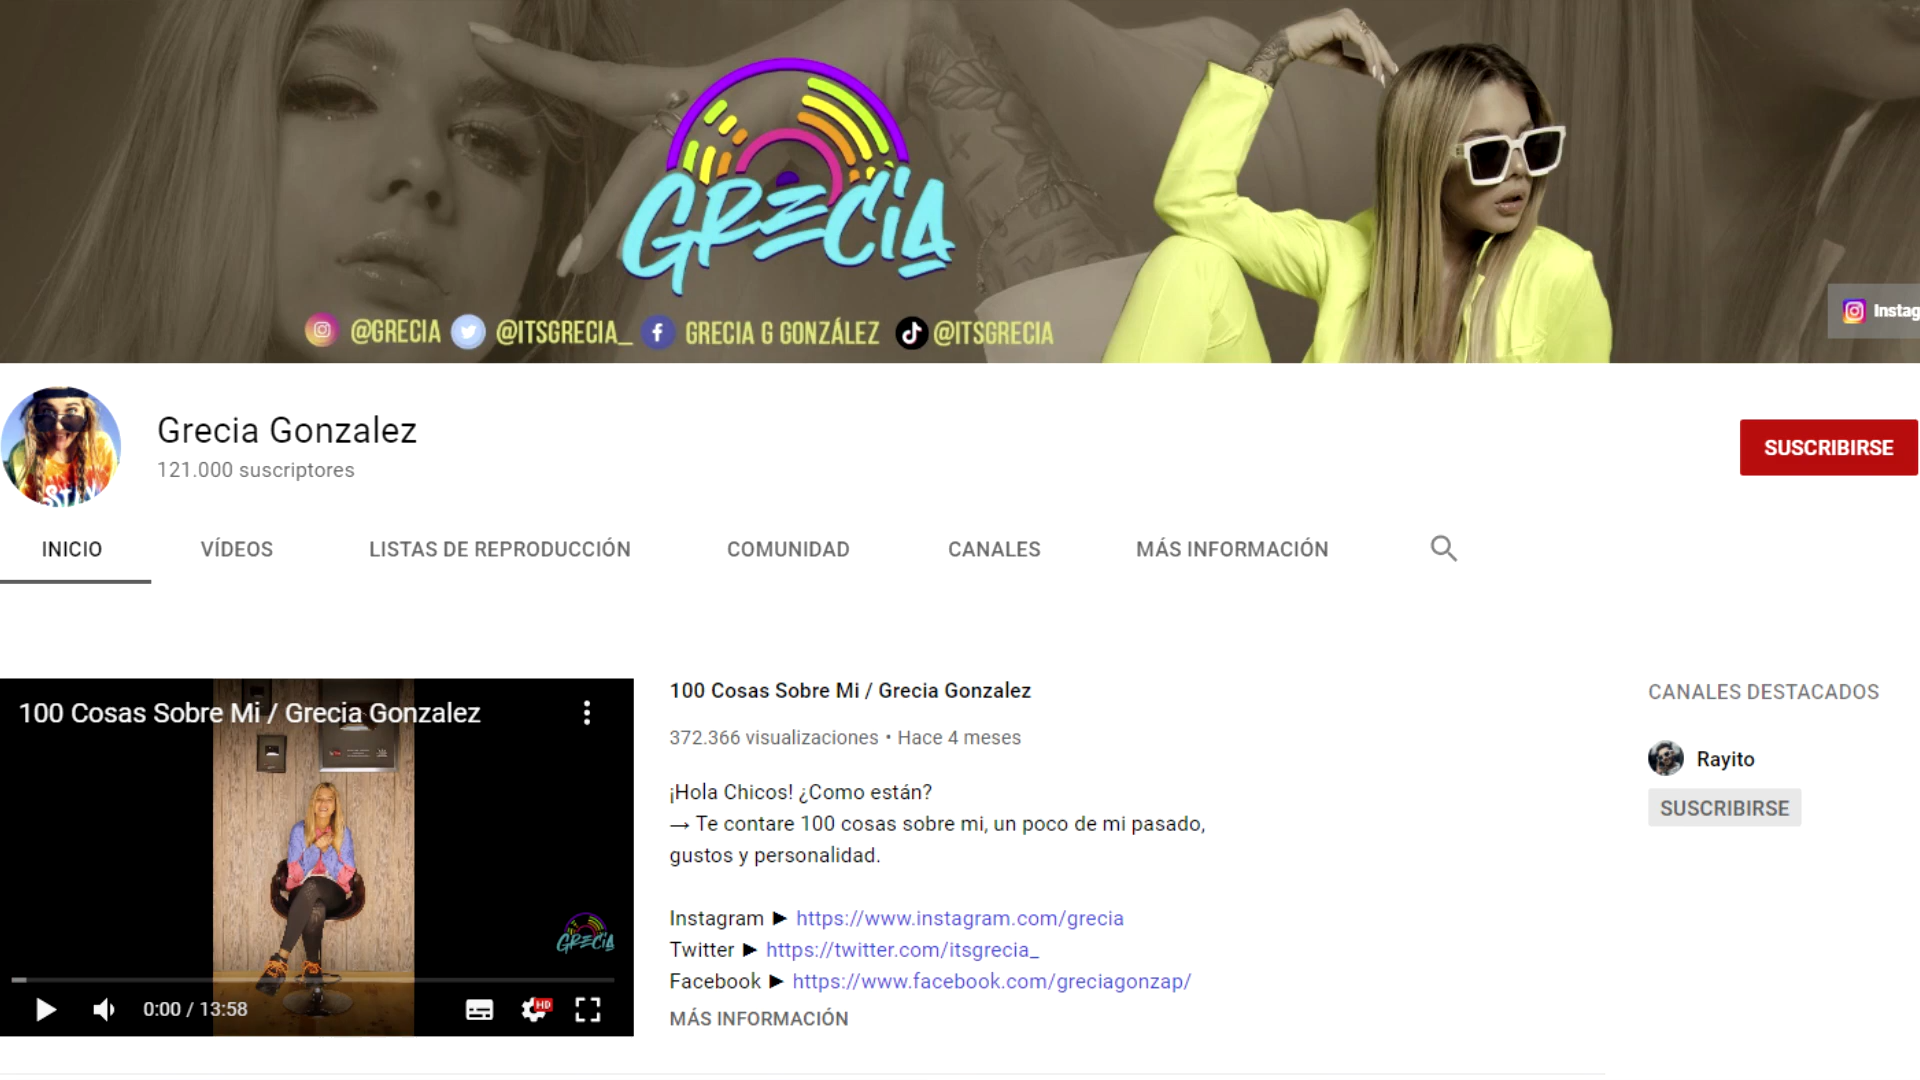 GRECIA
@GRECIA @ITSGRECIA_ GRECIA G GONZÁLEZ @ITSGRECIA
Instag
Grecia Gonzalez
121.000 suscriptores
SUSCRIBIRSE
STAY
INICIO VÍDEOS LISTAS DE REPRODUCCIÓN COMUNIDAD CANALES MÁS INFORMACIÓN
100 Cosas Sobre Mi / Grecia Gonzalez
GRECIA
0:00 / 13:58
HD
100 Cosas Sobre Mi / Grecia Gonzalez
372.366 visualizaciones • Hace 4 meses
¡Hola Chicos! ¿Como están?
→ Te contare 100 cosas sobre mi, un poco de mi pasado,
gustos y personalidad.
Instagram ► https://www.instagram.com/grecia
Twitter ► https://twitter.com/itsgrecia_
Facebook ► https://www.facebook.com/greciagonzap/
MÁS INFORMACIÓN
CANALES DESTACADOS
Rayito
SUSCRIBIRSE